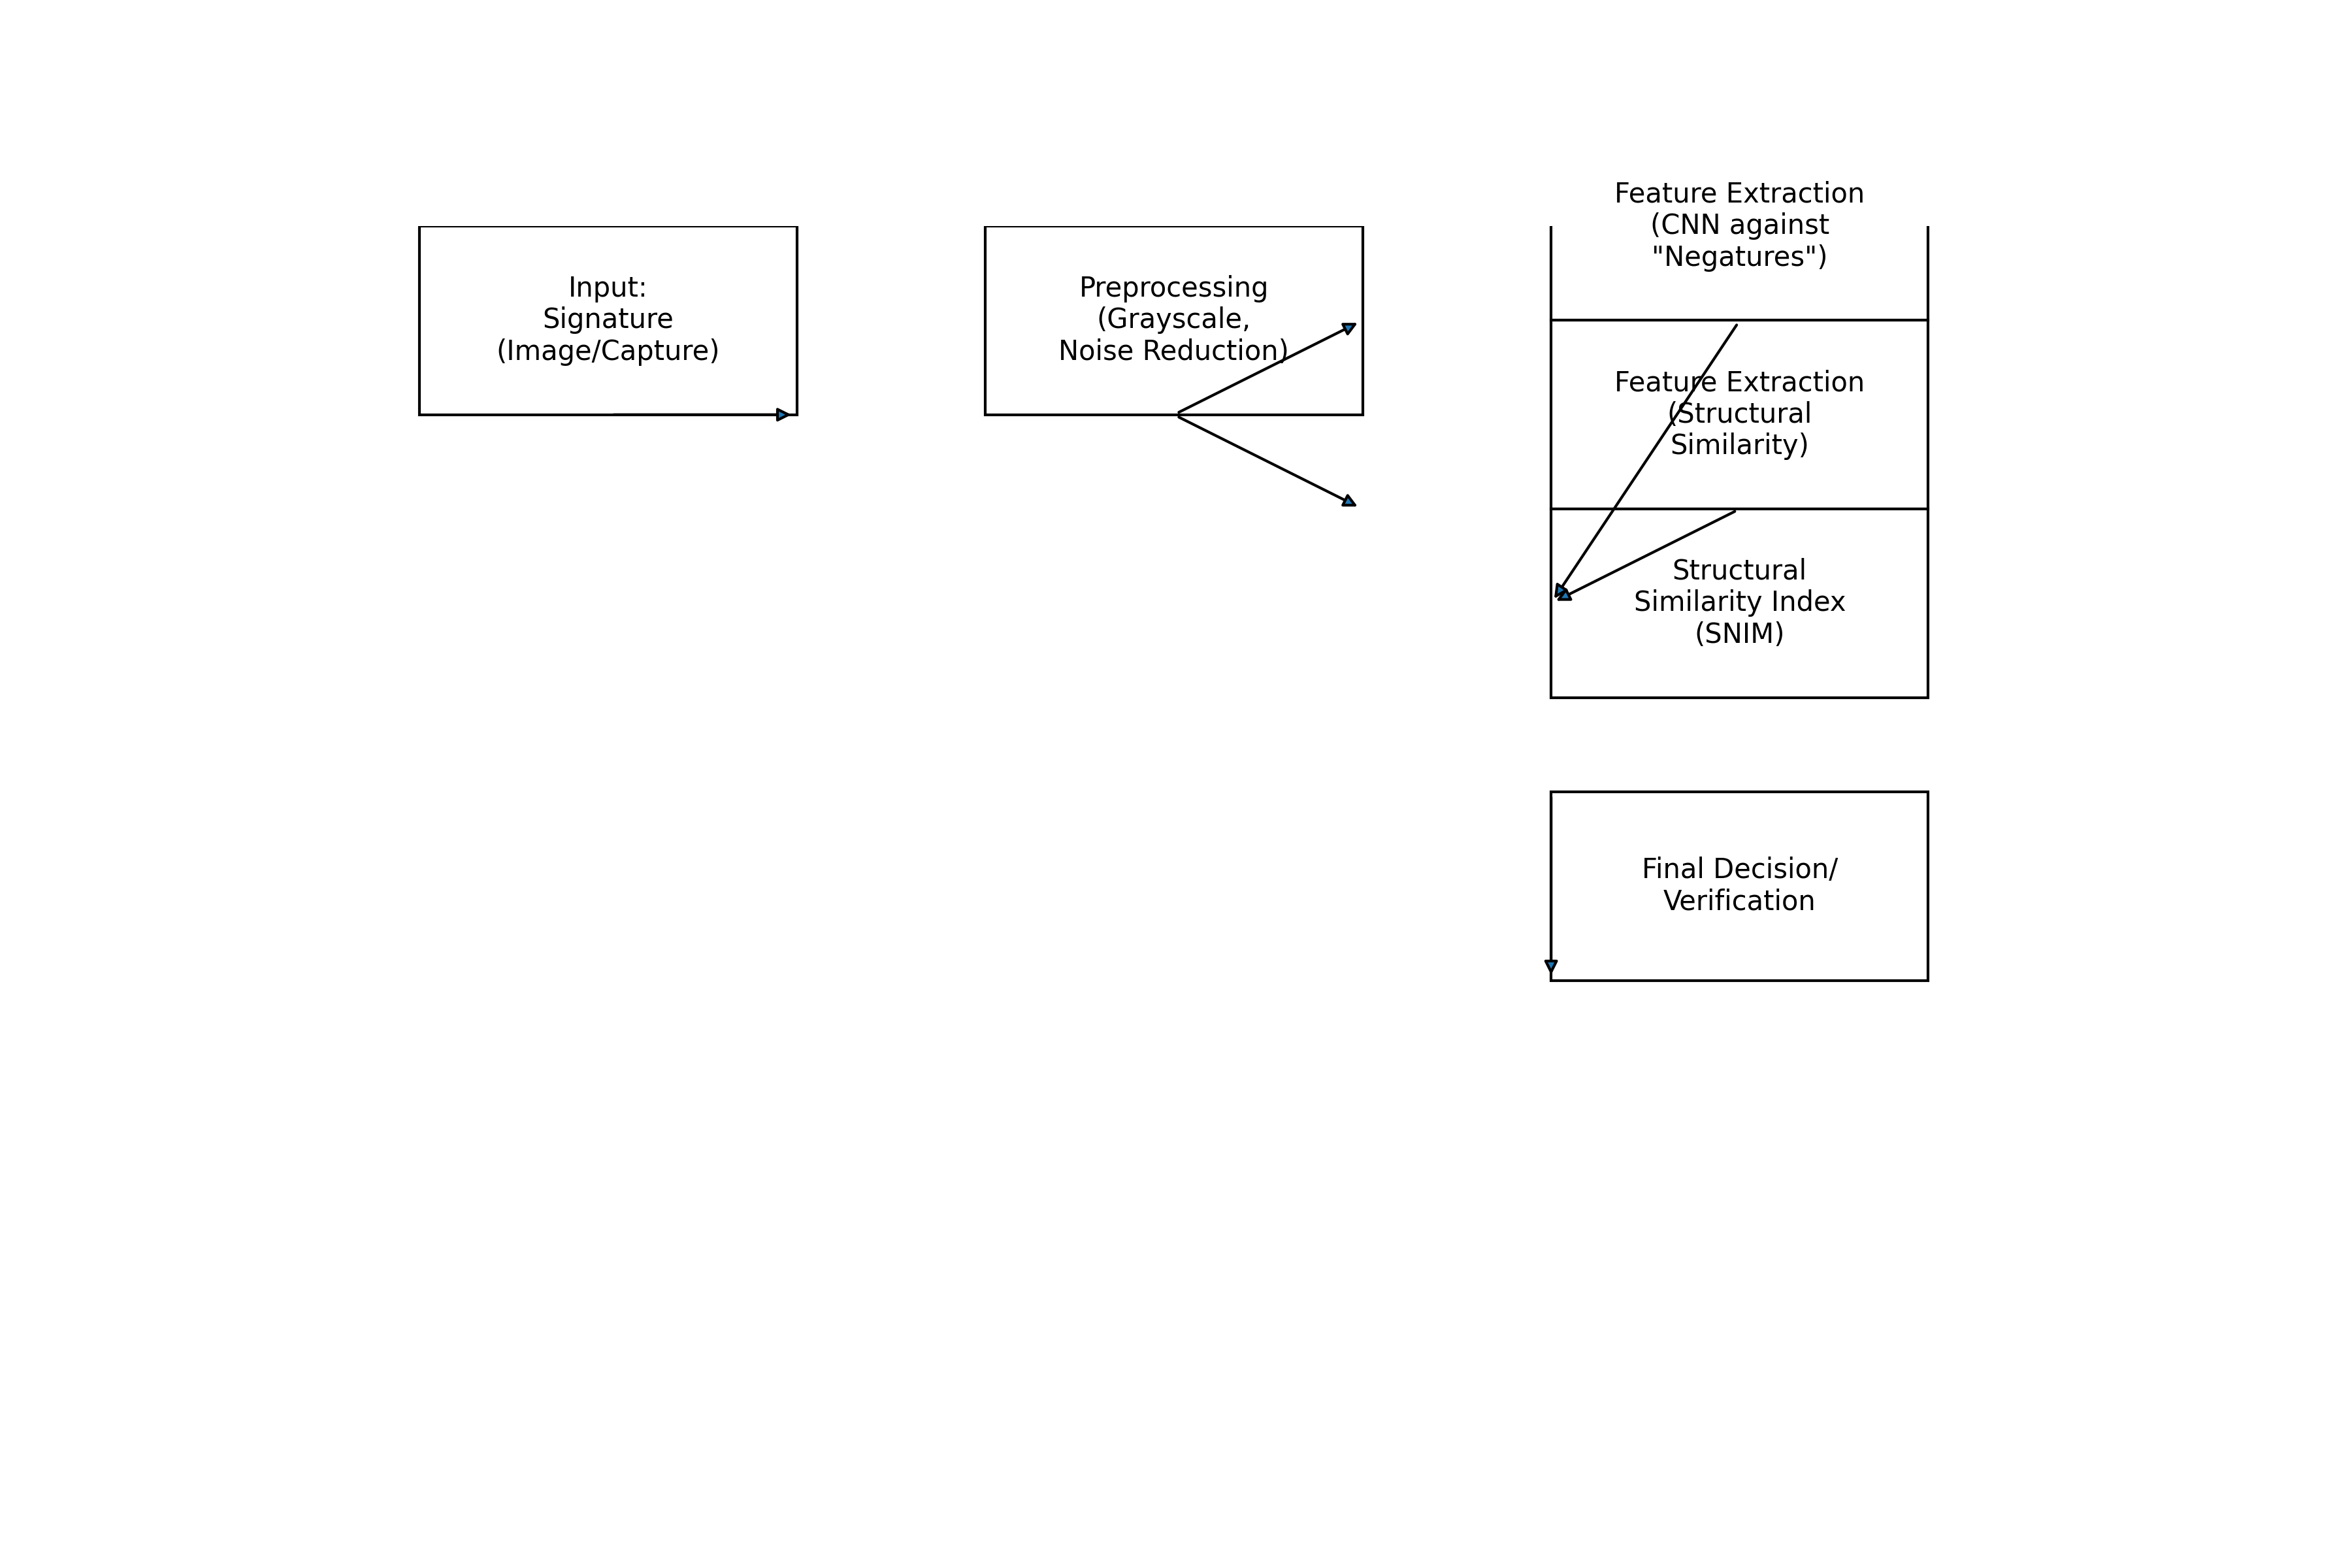 Input:
Signature
(Image/Capture)
Preprocessing
(Grayscale,
Noise Reduction)
Feature Extraction
(CNN against
"Negatures")
Feature Extraction
(Structural
Similarity)
Structural
Similarity Index
(SNIM)
Final Decision/
Verification